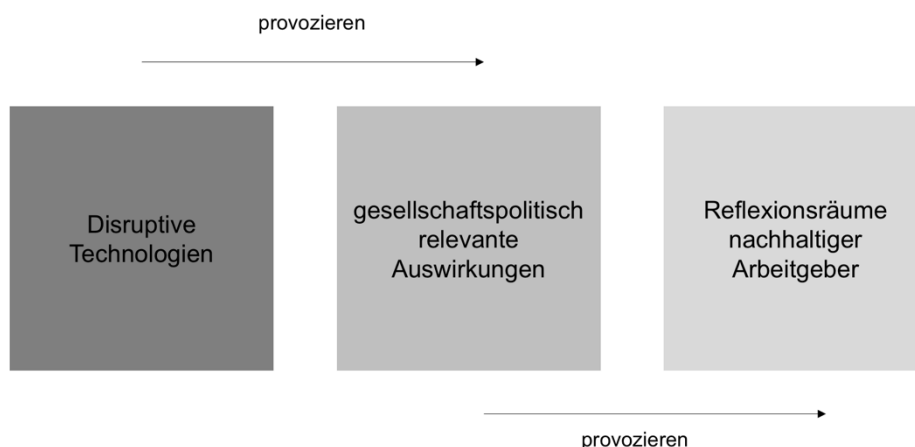 provozieren
Disruptive
Technologien
gesellschaftspolitisch
relevante
Auswirkungen
Reflexionsräume
nachhaltiger
Arbeitgeber
provozieren